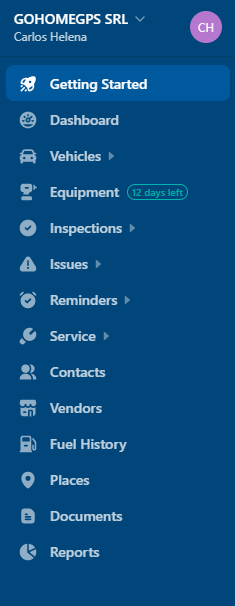 GOHOMEGPS SRL
Carlos Helena
CH
Getting Started
Dashboard
Vehicles
Equipment 12 days left
Inspections
Issues
Reminders
Service
Contacts
Vendors
Fuel History
Places
Documents
Reports